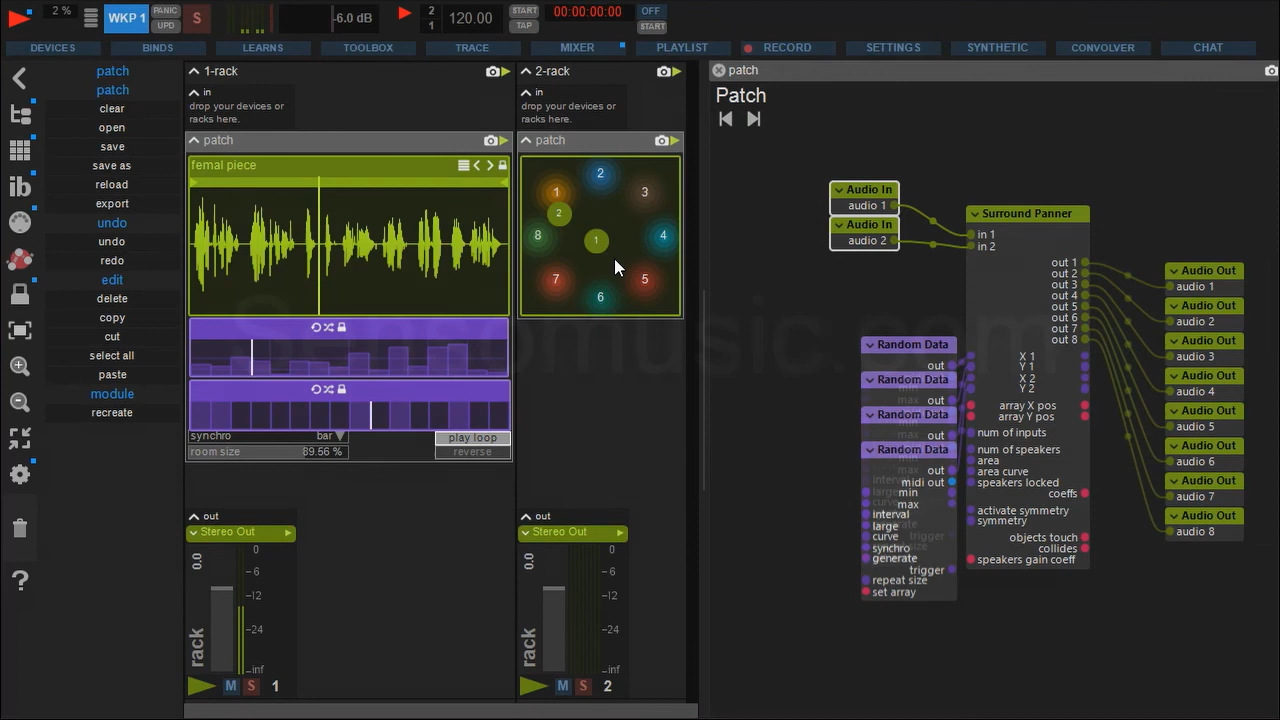 2 %
WKP 1
PANIC
UPD
S
-6.0 dB
2
1
120.00
START
TAP
00:00:00:00
OFF
START
DEVICES
BINDS
LEARNS
TOOLBOX
TRACE
MIXER
PLAYLIST
RECORD
SETTINGS
SYNTHETIC
CONVOLVER
CHAT
patch
patch
clear
open
save
save as
reload
export
undo
undo
redo
edit
delete
copy
cut
select all
paste
module
recreate
ib
?
1-rack
in
drop your devices or
racks here.
patch
femal piece
synchro
bar
play loop
room size
89.56 %
reverse
out
Stereo Out
0.0
0
-6
-12
-24
-inf
rack
M
S
1
2-rack
in
drop your devices or
racks here.
patch
2
1
3
2
8
1
4
7
5
6
out
Stereo Out
0.0
0
-6
-12
-24
-inf
rack
M
S
2
patch
Patch
Audio In
audio 1
Audio In
audio 2
Surround Panner
in 1
in 2
out 1
out 2
out 3
out 4
out 5
out 6
out 7
out 8
X 1
Y 1
X 2
Y 2
array X pos
array Y pos
num of inputs
num of speakers
area
area curve
speakers locked
coeffs
activate symmetry
symmetry
objects touch
collides
speakers gain coeff
Random Data
out
Random Data
out
Random Data
out
Random Data
out
midi out
min
max
interval
large
curve
synchro
generate
trigger
repeat size
set array
Audio Out
audio 1
Audio Out
audio 2
Audio Out
audio 3
Audio Out
audio 4
Audio Out
audio 5
Audio Out
audio 6
Audio Out
audio 7
Audio Out
audio 8
Sensomusic.com